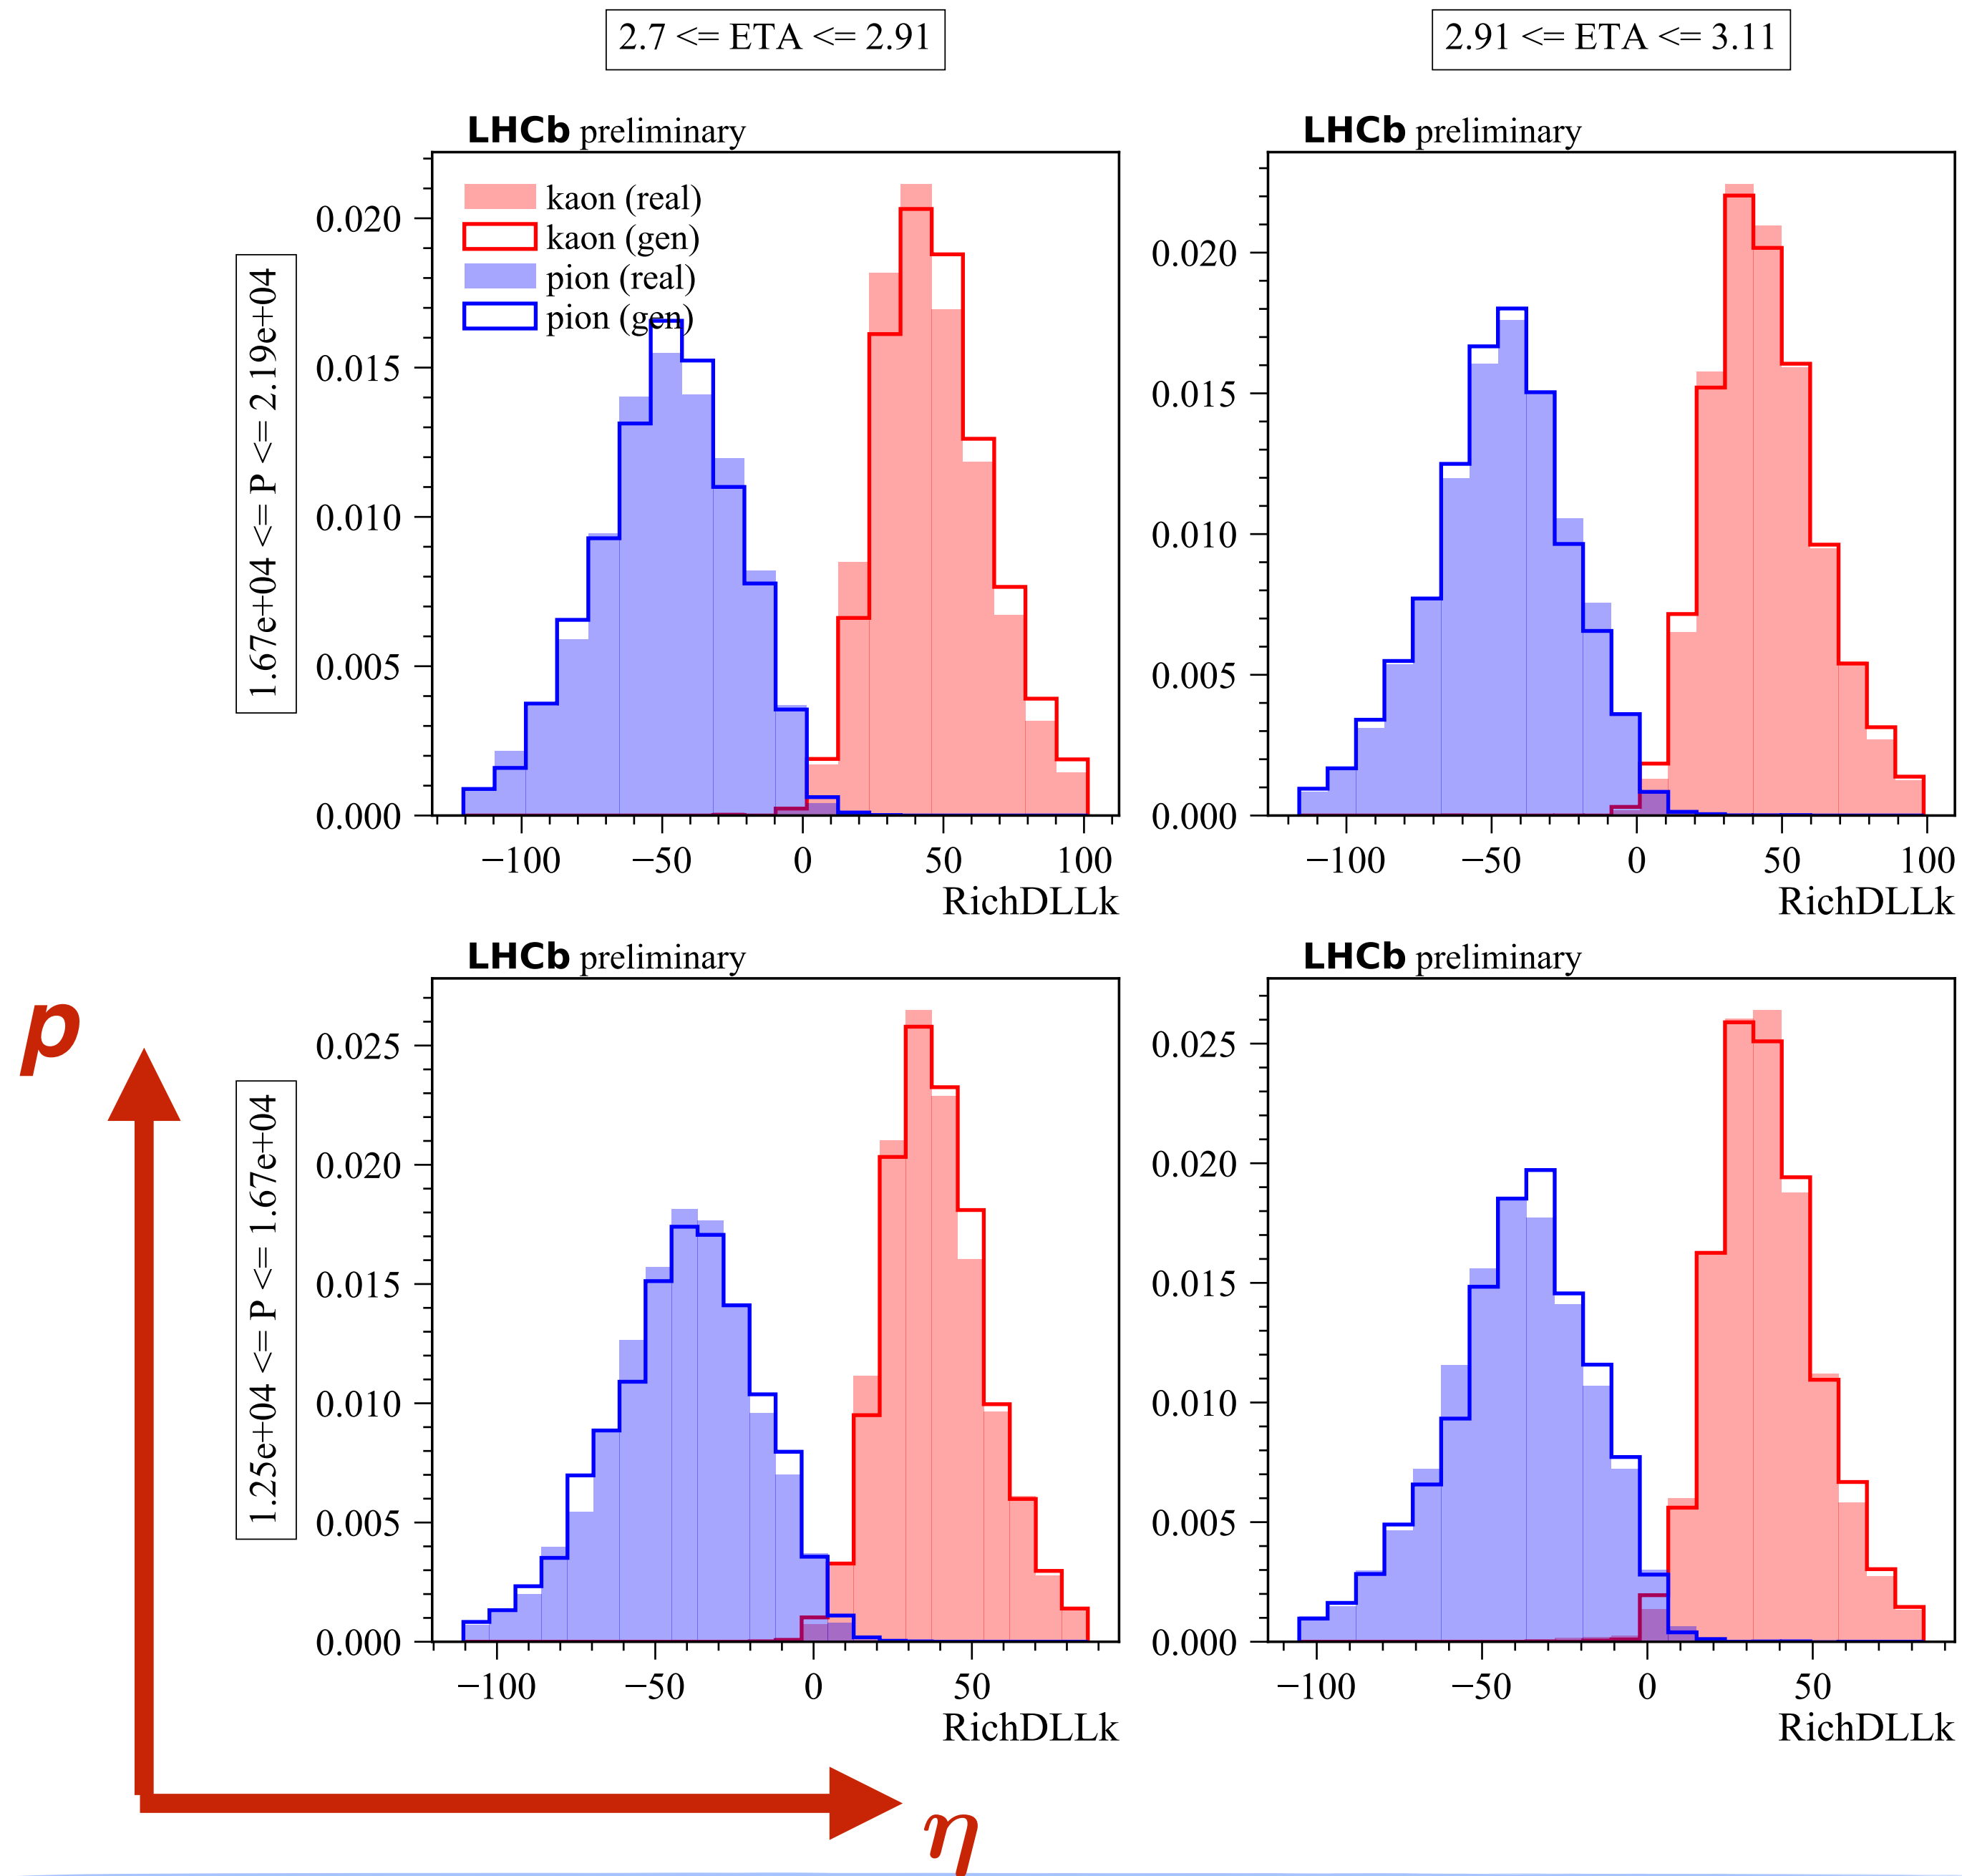 2.7 <= ETA <= 2.91
2.91 <= ETA <= 3.11
1.67e+04 <= P <= 2.19e+04
LHCb preliminary
kaon (real)
kaon (gen)
pion (real)
pion (gen)
0.020
0.015
0.010
0.005
0.000
−100 −50 0 50 100
RichDLLk
LHCb preliminary
0.020
0.015
0.010
0.005
0.000
−100 −50 0 50 100
RichDLLk
p
1.25e+04 <= P <= 1.67e+04
LHCb preliminary
0.025
0.020
0.015
0.010
0.005
0.000
−100 −50 0 50
RichDLLk
LHCb preliminary
0.025
0.020
0.015
0.010
0.005
0.000
−100 −50 0 50
RichDLLk
η